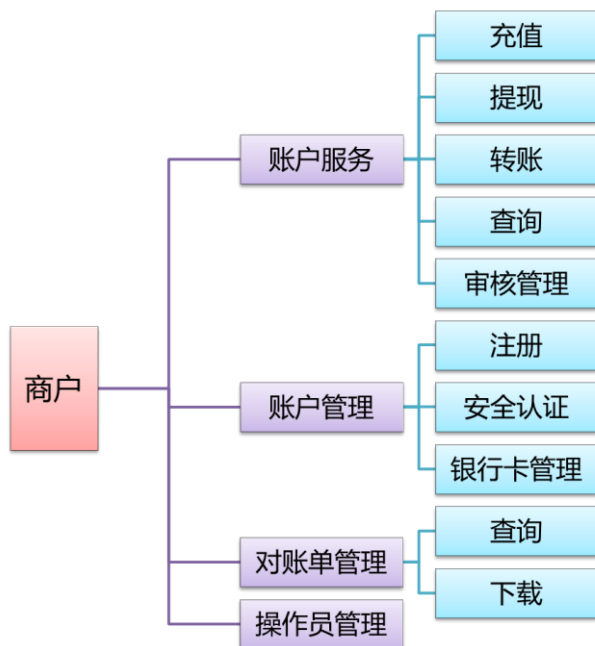 商户
账户服务
充值
提现
转账
查询
审核管理
账户管理
注册
安全认证
银行卡管理
对账单管理
查询
下载
操作员管理